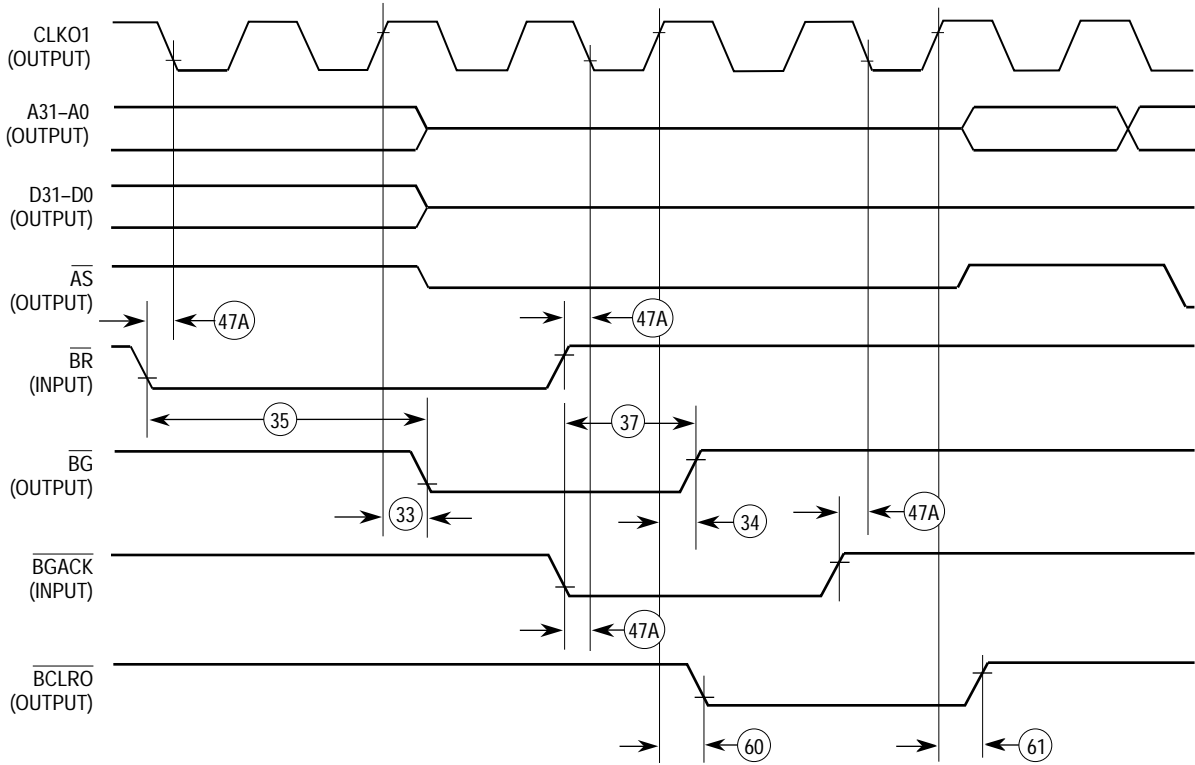 CLKO1
(OUTPUT)
A31–A0
(OUTPUT)
D31–D0
(OUTPUT)
AS
(OUTPUT)
47A
47A
BR
(INPUT)
35
37
BG
(OUTPUT)
33
34
47A
BGACK
(INPUT)
47A
BCLRO
(OUTPUT)
60
61